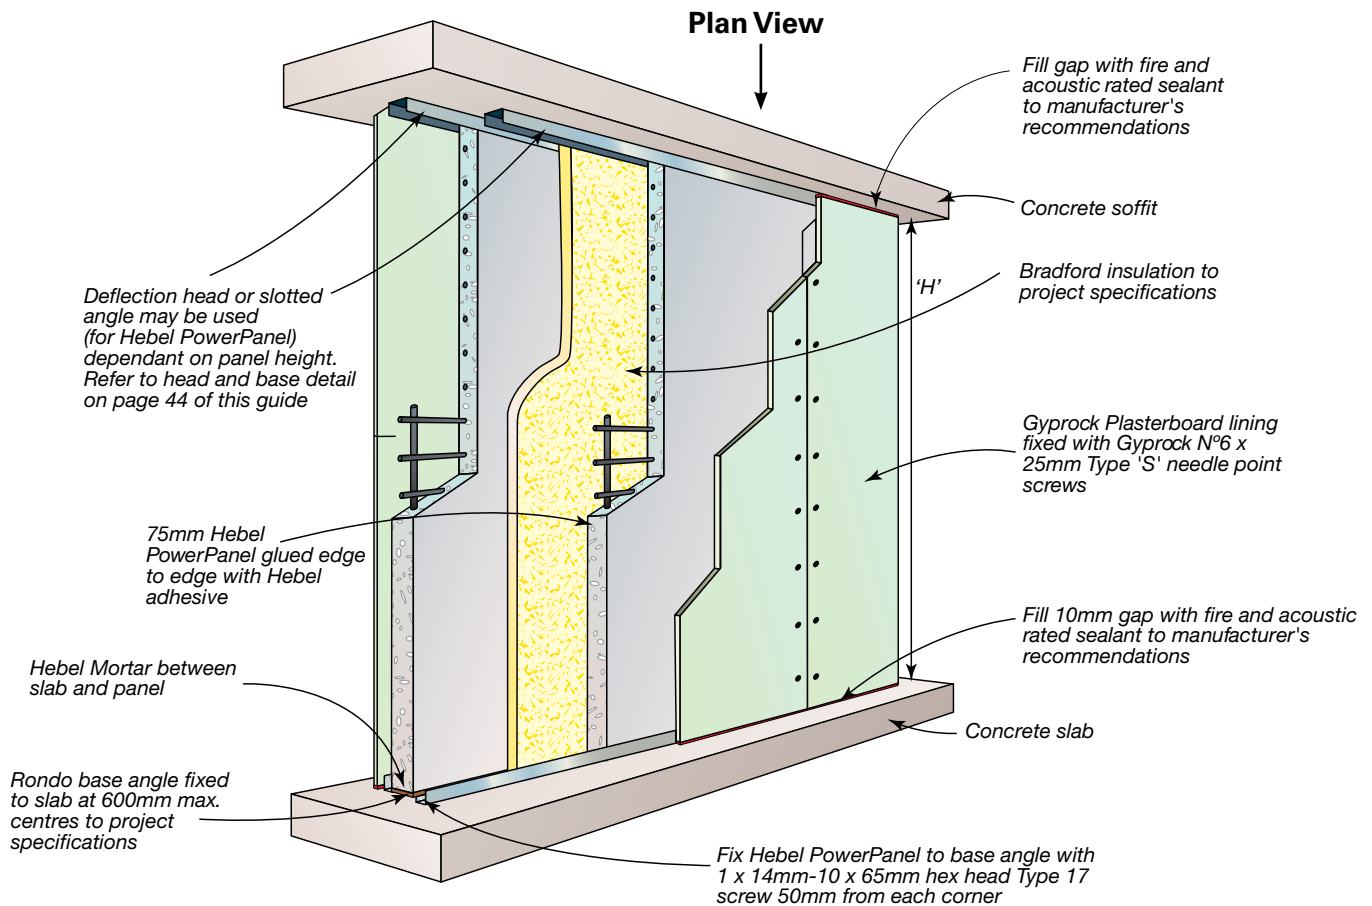 Plan View
Fill gap with fire and
acoustic rated sealant
to manufacturer's
recommendations
Concrete soffit
Bradford insulation to
project specifications
'H'
Deflection head or slotted
angle may be used
(for Hebel PowerPanel)
dependant on panel height.
Refer to head and base detail
on page 44 of this guide
Gyprock Plasterboard lining
fixed with Gyprock Nº6 x
25mm Type 'S' needle point
screws
75mm Hebel
PowerPanel glued edge
to edge with Hebel
adhesive
Fill 10mm gap with fire and acoustic
rated sealant to manufacturer's
recommendations
Hebel Mortar between
slab and panel
Concrete slab
Rondo base angle fixed
to slab at 600mm max.
centres to project
specifications
Fix Hebel PowerPanel to base angle with
1 x 14mm-10 x 65mm hex head Type 17
screw 50mm from each corner